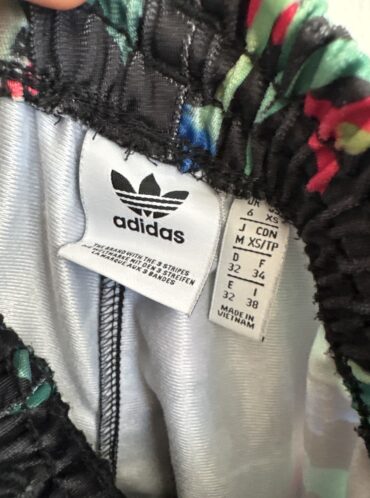 adidas
THE BRAND WITH THE 3 STRIPES
DIE MARKE MIT DEN 3 STREIFEN
LA MARQUE AUX 3 BANDES
6 XS
J CDN
M XS/TP
D F
32 34
E I
32 38
MADE IN
VIETNAM